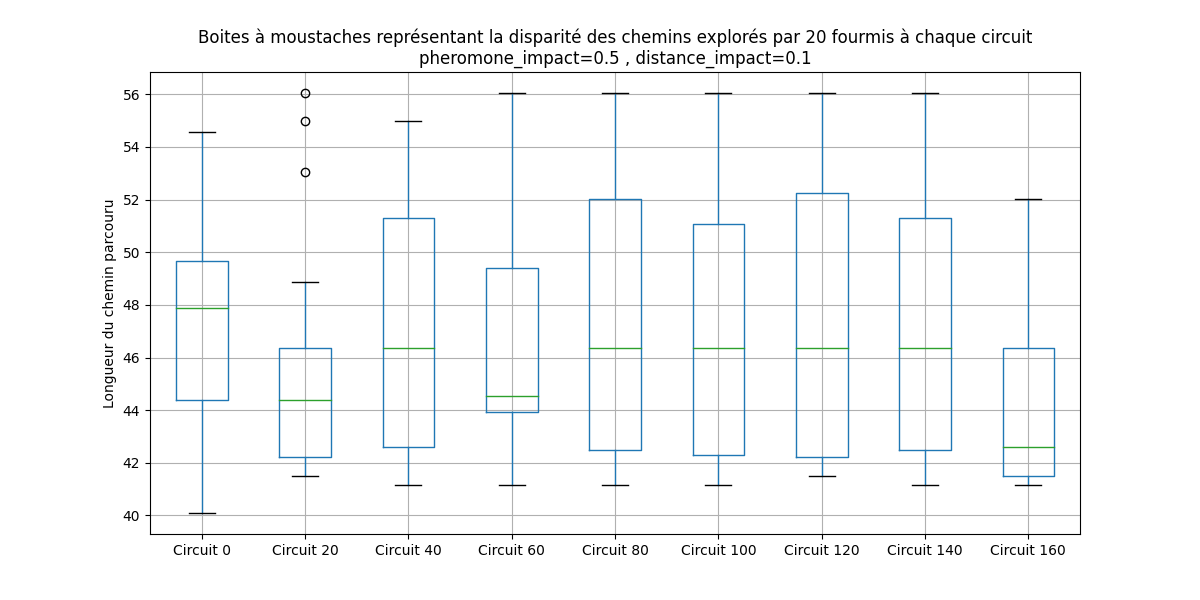 Boites à moustaches représentant la disparité des chemins explorés par 20 fourmis à chaque circuit
pheromone_impact=0.5 , distance_impact=0.1
Longueur du chemin parcouru
56
54
52
50
48
46
44
42
40
Circuit 0
Circuit 20
Circuit 40
Circuit 60
Circuit 80
Circuit 100
Circuit 120
Circuit 140
Circuit 160